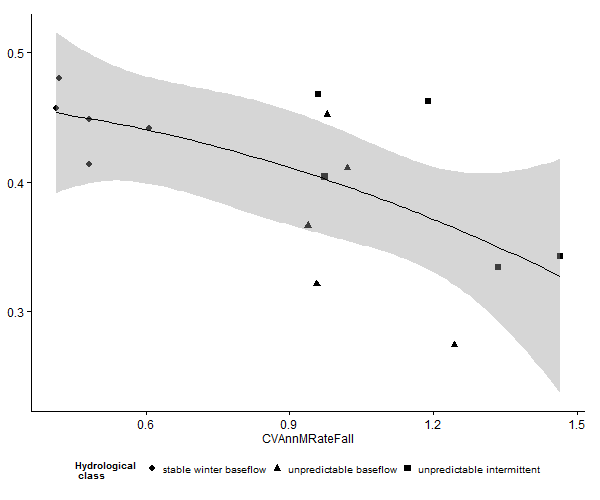 0.5
0.4
0.3
0.6 0.9 1.2 1.5
CVAnnMRateFall
Hydrological
class
stable winter baseflow unpredictable baseflow unpredictable intermittent